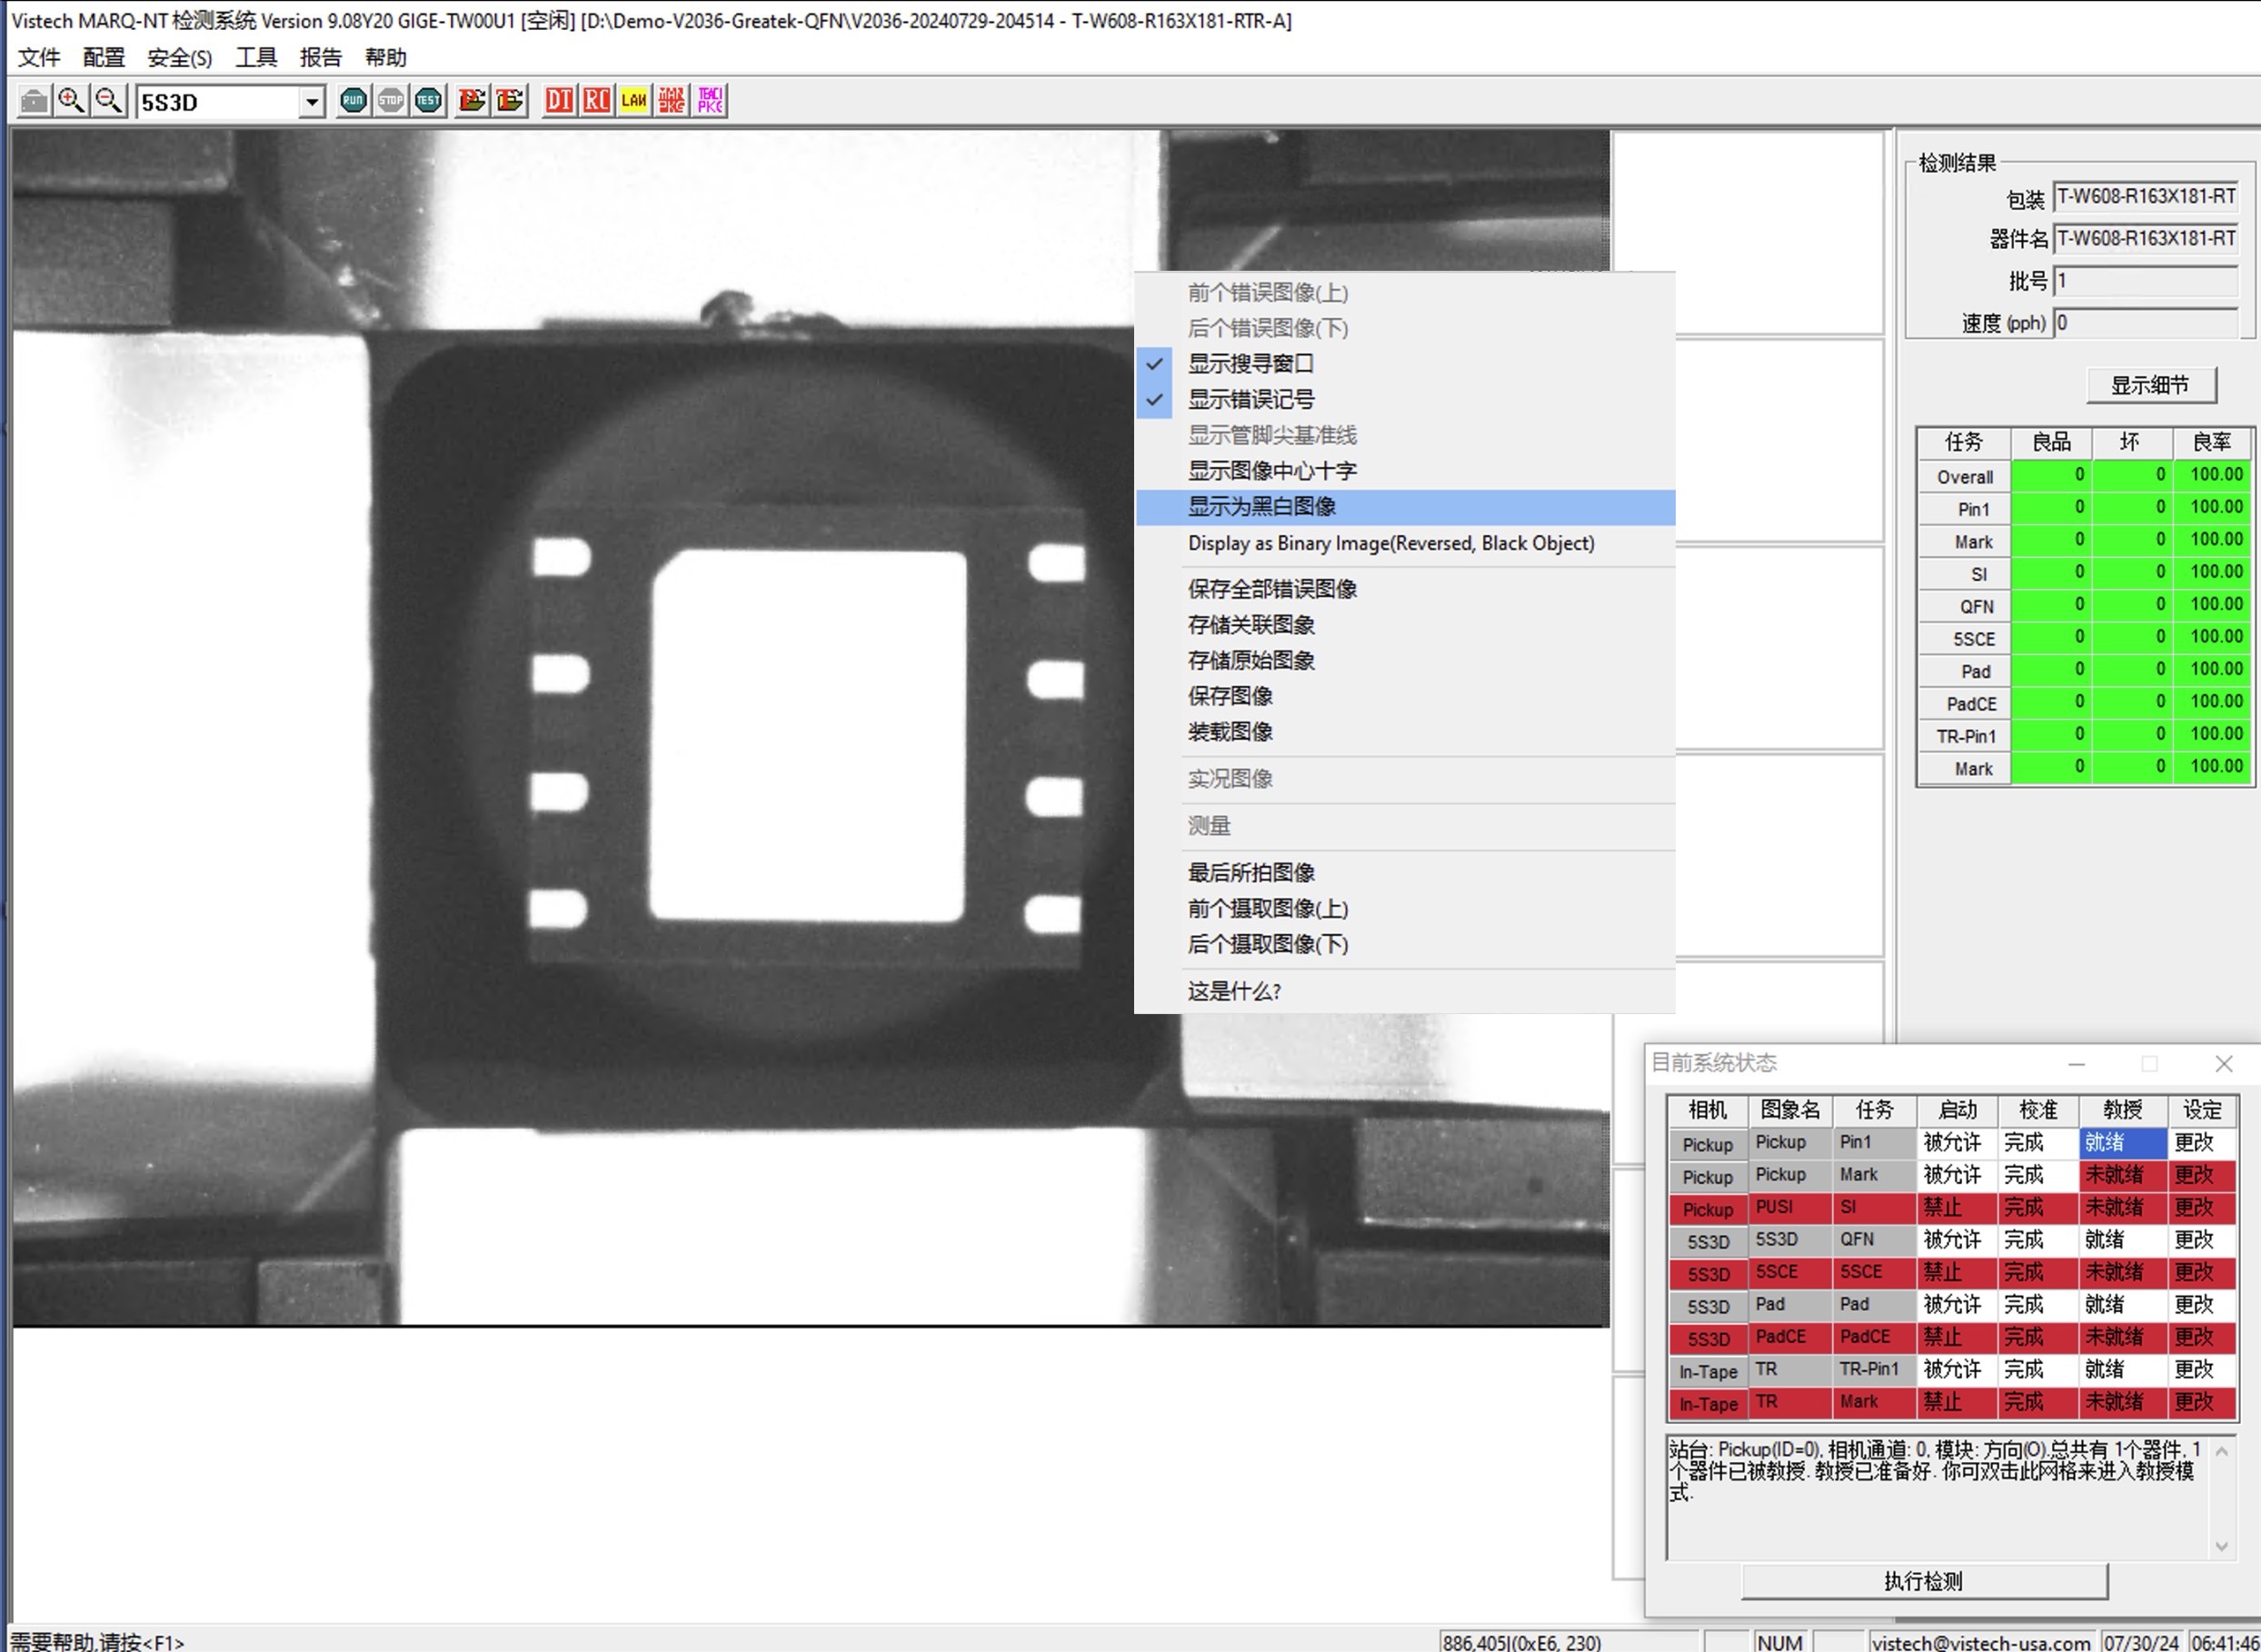 Vistech MARQ-NT 检测系统 Version 9.08Y20 GIGE-TW00U1 [空闲] [D:\Demo-V2036-Greatek-QFN\V2036-20240729-204514 - T-W608-R163X181-RTR-A]
文件 配置 安全(S) 工具 报告 帮助
5S3D RUN STOP TEST DT RC LAW TEACH PKG
前个错误图像(上)
后个错误图像(下)
显示搜寻窗口
显示错误记号
显示管脚尖基准线
显示图像中心十字
显示为黑白图像
Display as Binary Image(Reversed, Black Object)
保存全部错误图像
存储关联图象
存储原始图象
保存图像
装载图像
实况图像
测量
最后所拍图像
前个摄取图像(上)
后个摄取图像(下)
这是什么?
检测结果
包装 T-W608-R163X181-RT
器件名 T-W608-R163X181-RT
批号 1
速度 (pph) 0
显示细节
任务 良品 坏 良率
Overall 0 0 100.00
Pin1 0 0 100.00
Mark 0 0 100.00
SI 0 0 100.00
QFN 0 0 100.00
5SCE 0 0 100.00
Pad 0 0 100.00
PadCE 0 0 100.00
TR-Pin1 0 0 100.00
Mark 0 0 100.00
目前系统状态
相机 图象名 任务 启动 校准 教授 设定
Pickup Pickup Pin1 被允许 完成 就绪 更改
Pickup Pickup Mark 被允许 完成 未就绪 更改
Pickup PUSI SI 禁止 完成 未就绪 更改
5S3D 5S3D QFN 被允许 完成 就绪 更改
5S3D 5SCE 5SCE 禁止 完成 未就绪 更改
5S3D Pad Pad 被允许 完成 就绪 更改
5S3D PadCE PadCE 禁止 完成 未就绪 更改
In-Tape TR TR-Pin1 被允许 完成 就绪 更改
In-Tape TR Mark 禁止 完成 未就绪 更改
站台: Pickup(ID=0), 相机通道: 0, 模块: 方向(O).总共有 1个器件, 1
个器件已被教授. 教授已准备好. 你可双击此网格来进入教授模
式.
执行检测
需要帮助,请按<F1> 886,405|(0xE6, 230) NUM vistech@vistech-usa.com 07/30/24 06:41:46